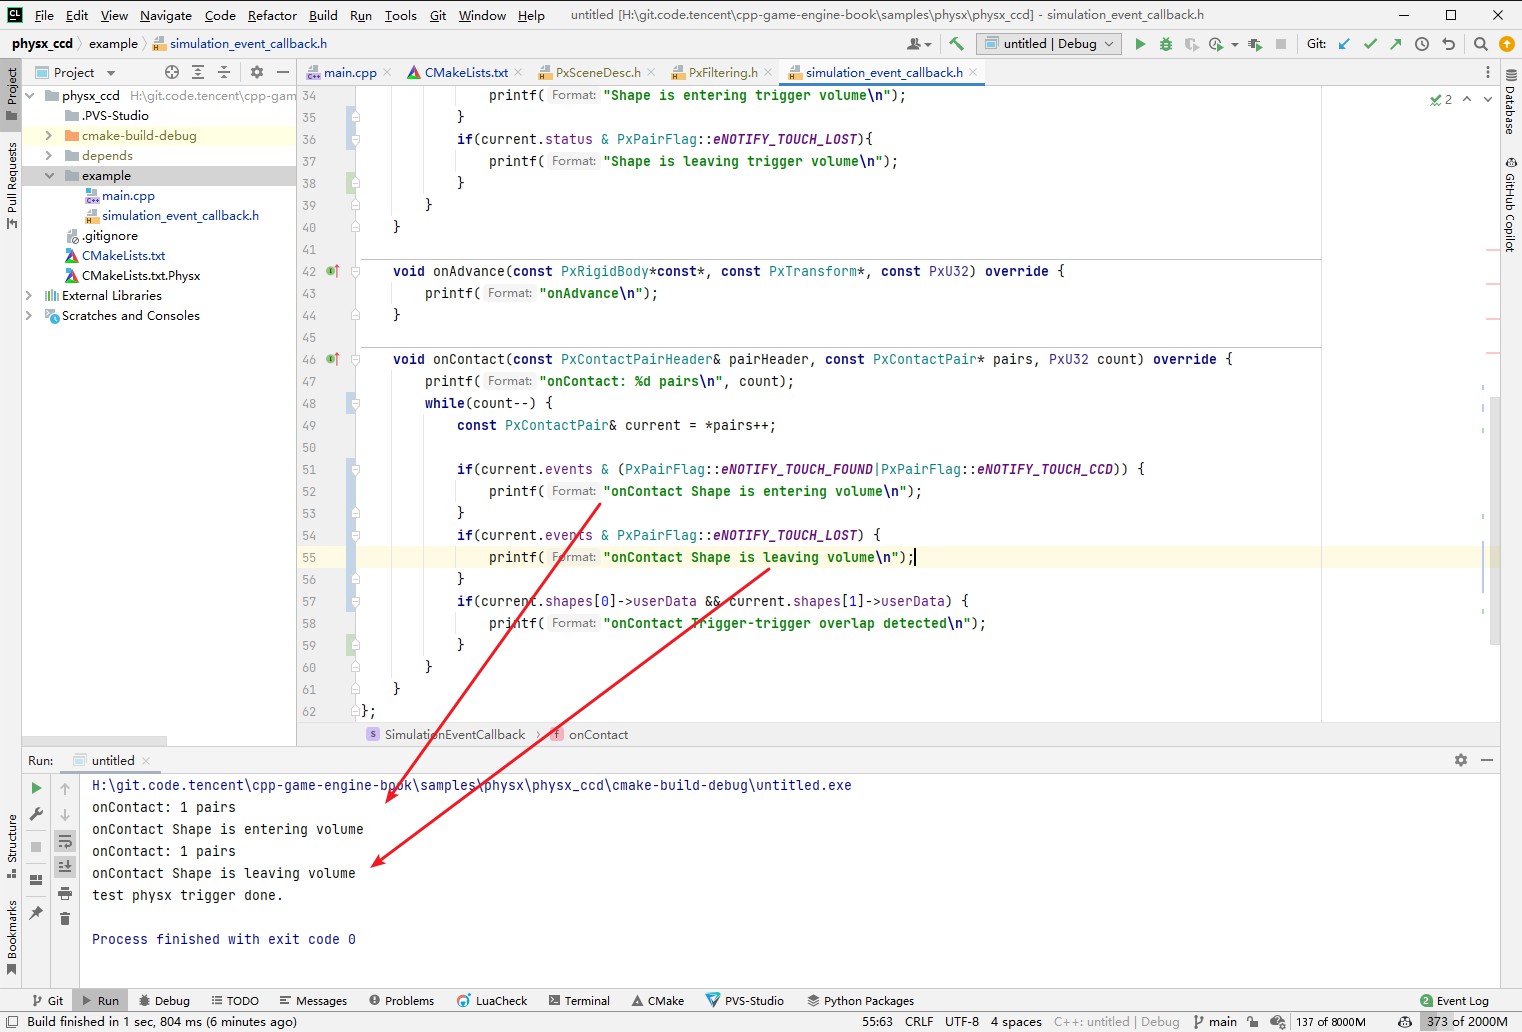 File Edit View Navigate Code Refactor Build Run Tools Git Window Help untitled [H:\git.code.tencent\cpp-game-engine-book\samples\physx\physx_ccd] - simulation_event_callback.h
physx_ccd example simulation_event_callback.h untitled | Debug Git:
Project main.cpp CMakeLists.txt PxSceneDesc.h PxFiltering.h simulation_event_callback.h
Project
Pull Requests
Structure
Bookmarks
Database
GitHub Copilot
physx_ccd H:\git.code.tencent\cpp-gam
.PVS-Studio
cmake-build-debug
depends
example
main.cpp
simulation_event_callback.h
.gitignore
CMakeLists.txt
CMakeLists.txt.Physx
External Libraries
Scratches and Consoles
2
34 printf( Format: "Shape is entering trigger volume\n");
35 }
36 if(current.status & PxPairFlag::eNOTIFY_TOUCH_LOST){
37 printf( Format: "Shape is leaving trigger volume\n");
38 }
39 }
40 }
41
42 void onAdvance(const PxRigidBody*const*, const PxTransform*, const PxU32) override {
43 printf( Format: "onAdvance\n");
44 }
45
46 void onContact(const PxContactPairHeader& pairHeader, const PxContactPair* pairs, PxU32 count) override {
47 printf( Format: "onContact: %d pairs\n", count);
48 while(count--) {
49 const PxContactPair& current = *pairs++;
50
51 if(current.events & (PxPairFlag::eNOTIFY_TOUCH_FOUND|PxPairFlag::eNOTIFY_TOUCH_CCD)) {
52 printf( Format: "onContact Shape is entering volume\n");
53 }
54 if(current.events & PxPairFlag::eNOTIFY_TOUCH_LOST) {
55 printf( Format: "onContact Shape is leaving volume\n");
56 }
57 if(current.shapes[0]->userData && current.shapes[1]->userData) {
58 printf( Format: "onContact Trigger-trigger overlap detected\n");
59 }
60 }
61 }
62 };
SimulationEventCallback onContact
Run: untitled
H:\git.code.tencent\cpp-game-engine-book\samples\physx\physx_ccd\cmake-build-debug\untitled.exe
onContact: 1 pairs
onContact Shape is entering volume
onContact: 1 pairs
onContact Shape is leaving volume
test physx trigger done.
Process finished with exit code 0
Git Run Debug TODO Messages Problems LuaCheck Terminal CMake PVS-Studio Python Packages 2 Event Log
Build finished in 1 sec, 804 ms (6 minutes ago) 55:63 CRLF UTF-8 4 spaces C++: untitled | Debug main 137 of 8000M 373 of 2000M